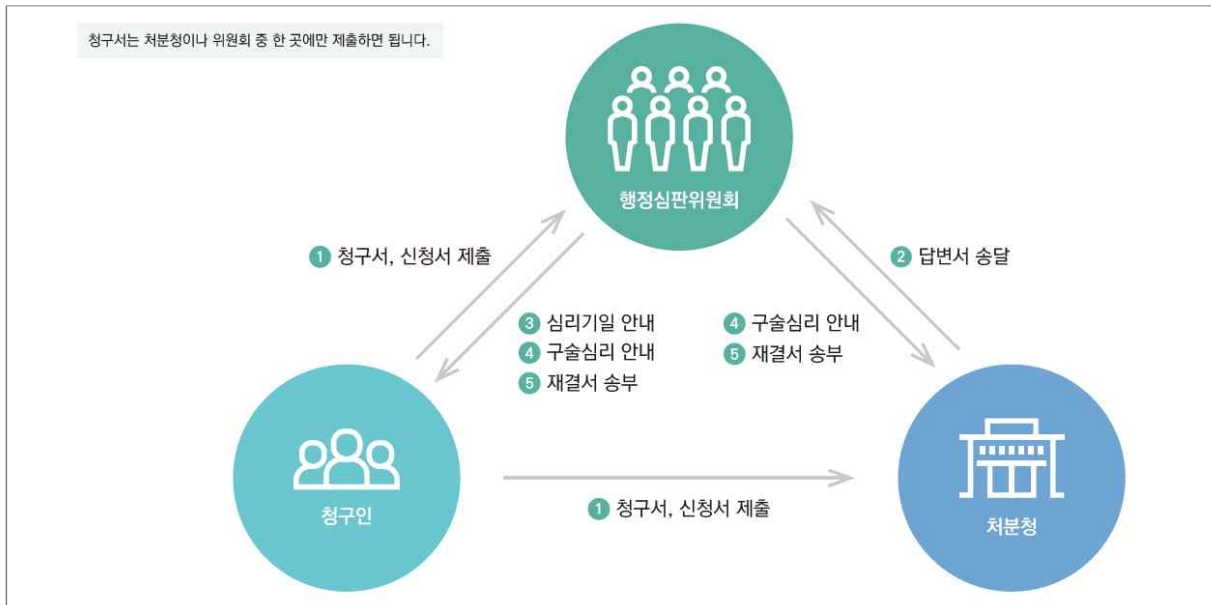 청구서는 처분청이나 위원회 중 한 곳에만 제출하면 됩니다.
행정심판위원회
1 청구서, 신청서 제출
2 답변서 송달
3 심리기일 안내
4 구술심리 안내
5 재결서 송부
4 구술심리 안내
5 재결서 송부
청구인
1 청구서, 신청서 제출
처분청